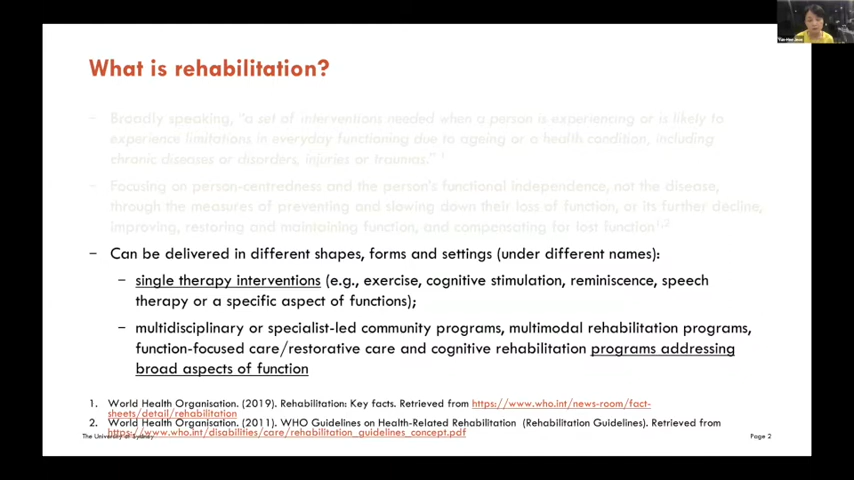 What is rehabilitation?
– Broadly speaking, "a set of interventions needed when a person is experiencing or is likely to
experience limitations in everyday functioning due to ageing or a health condition, including
chronic diseases or disorders, injuries or traumas." 1
– Focusing on person-centredness and the person's functional independence, not the disease,
through the measures of preventing and slowing down their loss of function, or its further decline,
improving, restoring and maintaining function, and compensating for lost function1,2
– Can be delivered in different shapes, forms and settings (under different names):
– single therapy interventions (e.g., exercise, cognitive stimulation, reminiscence, speech
therapy or a specific aspect of functions);
– multidisciplinary or specialist-led community programs, multimodal rehabilitation programs,
function-focused care/restorative care and cognitive rehabilitation programs addressing
broad aspects of function
1. World Health Organisation. (2019). Rehabilitation: Key facts. Retrieved from https://www.who.int/news-room/fact-
sheets/detail/rehabilitation
2. World Health Organisation. (2011). WHO Guidelines on Health-Related Rehabilitation (Rehabilitation Guidelines). Retrieved from
https://www.who.int/disabilities/care/rehabilitation_guidelines_concept.pdf
The University of Sydney
Page 2